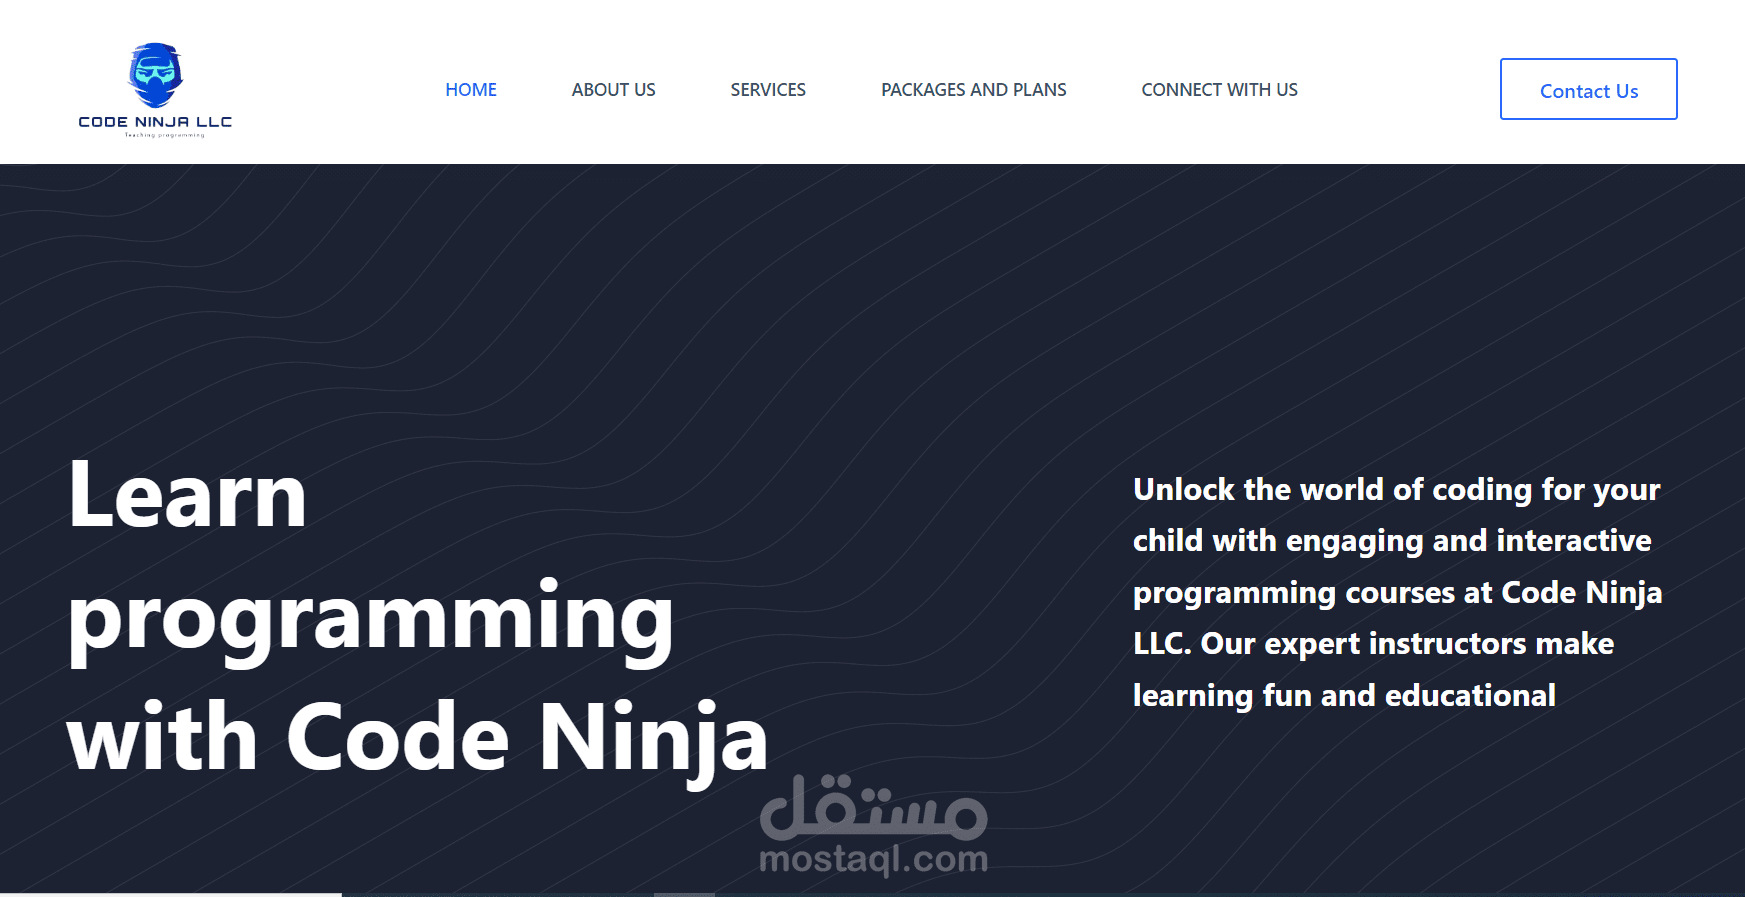 CODE NINJA LLC
Teaching programming
HOME
ABOUT US
SERVICES
PACKAGES AND PLANS
CONNECT WITH US
Contact Us
Learn
programming
with Code Ninja
Unlock the world of coding for your
child with engaging and interactive
programming courses at Code Ninja
LLC. Our expert instructors make
learning fun and educational
مستقل
mostaql.com